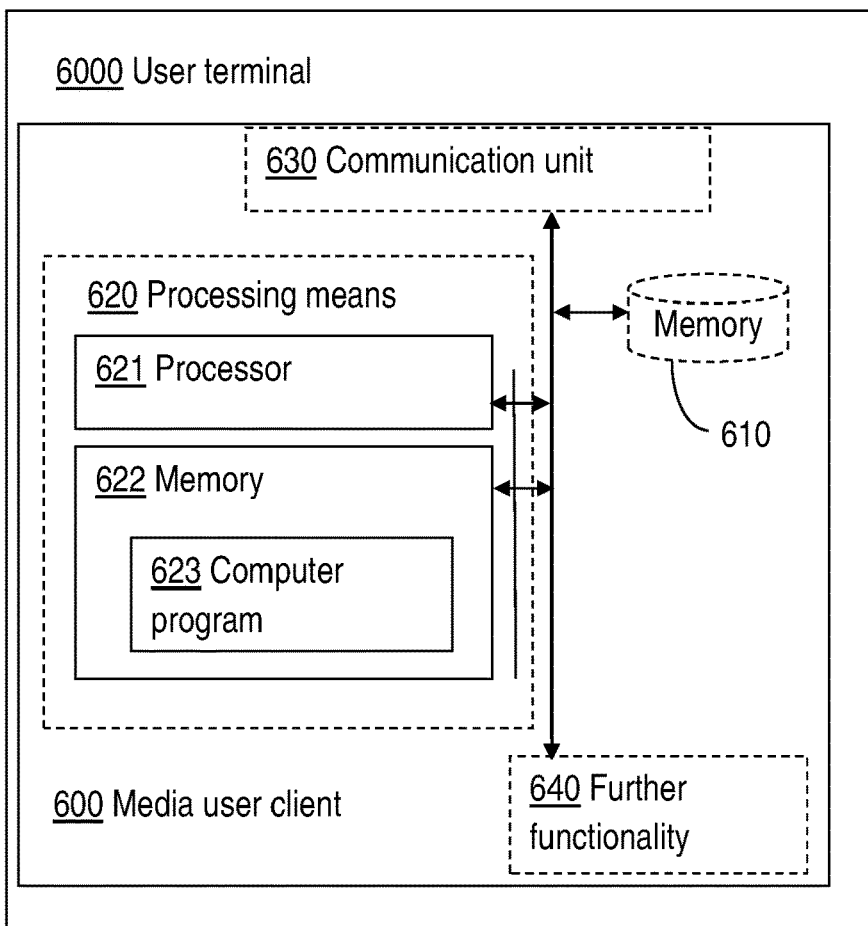 6000 User terminal
630 Communication unit
620 Processing means
Memory
621 Processor
610
622 Memory
623 Computer
program
600 Media user client
640 Further
functionality